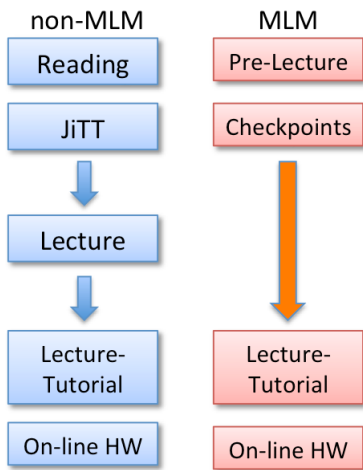 non-MLM
Reading
JiTT
Lecture
Lecture-
Tutorial
On-line HW
MLM
Pre-Lecture
Checkpoints
Lecture-
Tutorial
On-line HW